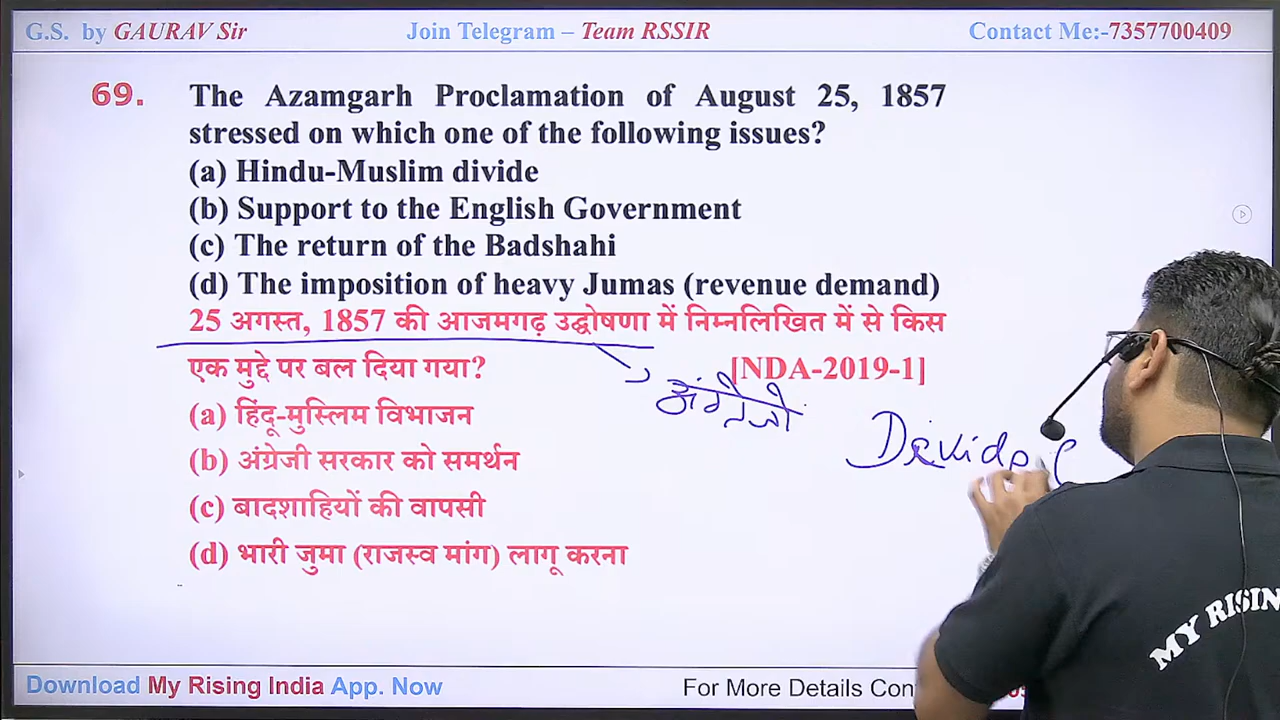 G.S. by GAURAV Sir Join Telegram – Team RSSIR Contact Me:-7357700409
69. The Azamgarh Proclamation of August 25, 1857
stressed on which one of the following issues?
(a) Hindu-Muslim divide
(b) Support to the English Government
(c) The return of the Badshahi
(d) The imposition of heavy Jumas (revenue demand)
25 अगस्त, 1857 की आजमगढ़ उद्घोषणा में निम्नलिखित में से किस
एक मुद्दे पर बल दिया गया? [NDA-2019-1]
(a) हिंदू-मुस्लिम विभाजन
(b) अंग्रेजी सरकार को समर्थन
(c) बादशाहियों की वापसी
(d) भारी जुमा (राजस्व मांग) लागू करना
Devide
MY RISIN
Download My Rising India App. Now For More Details Con